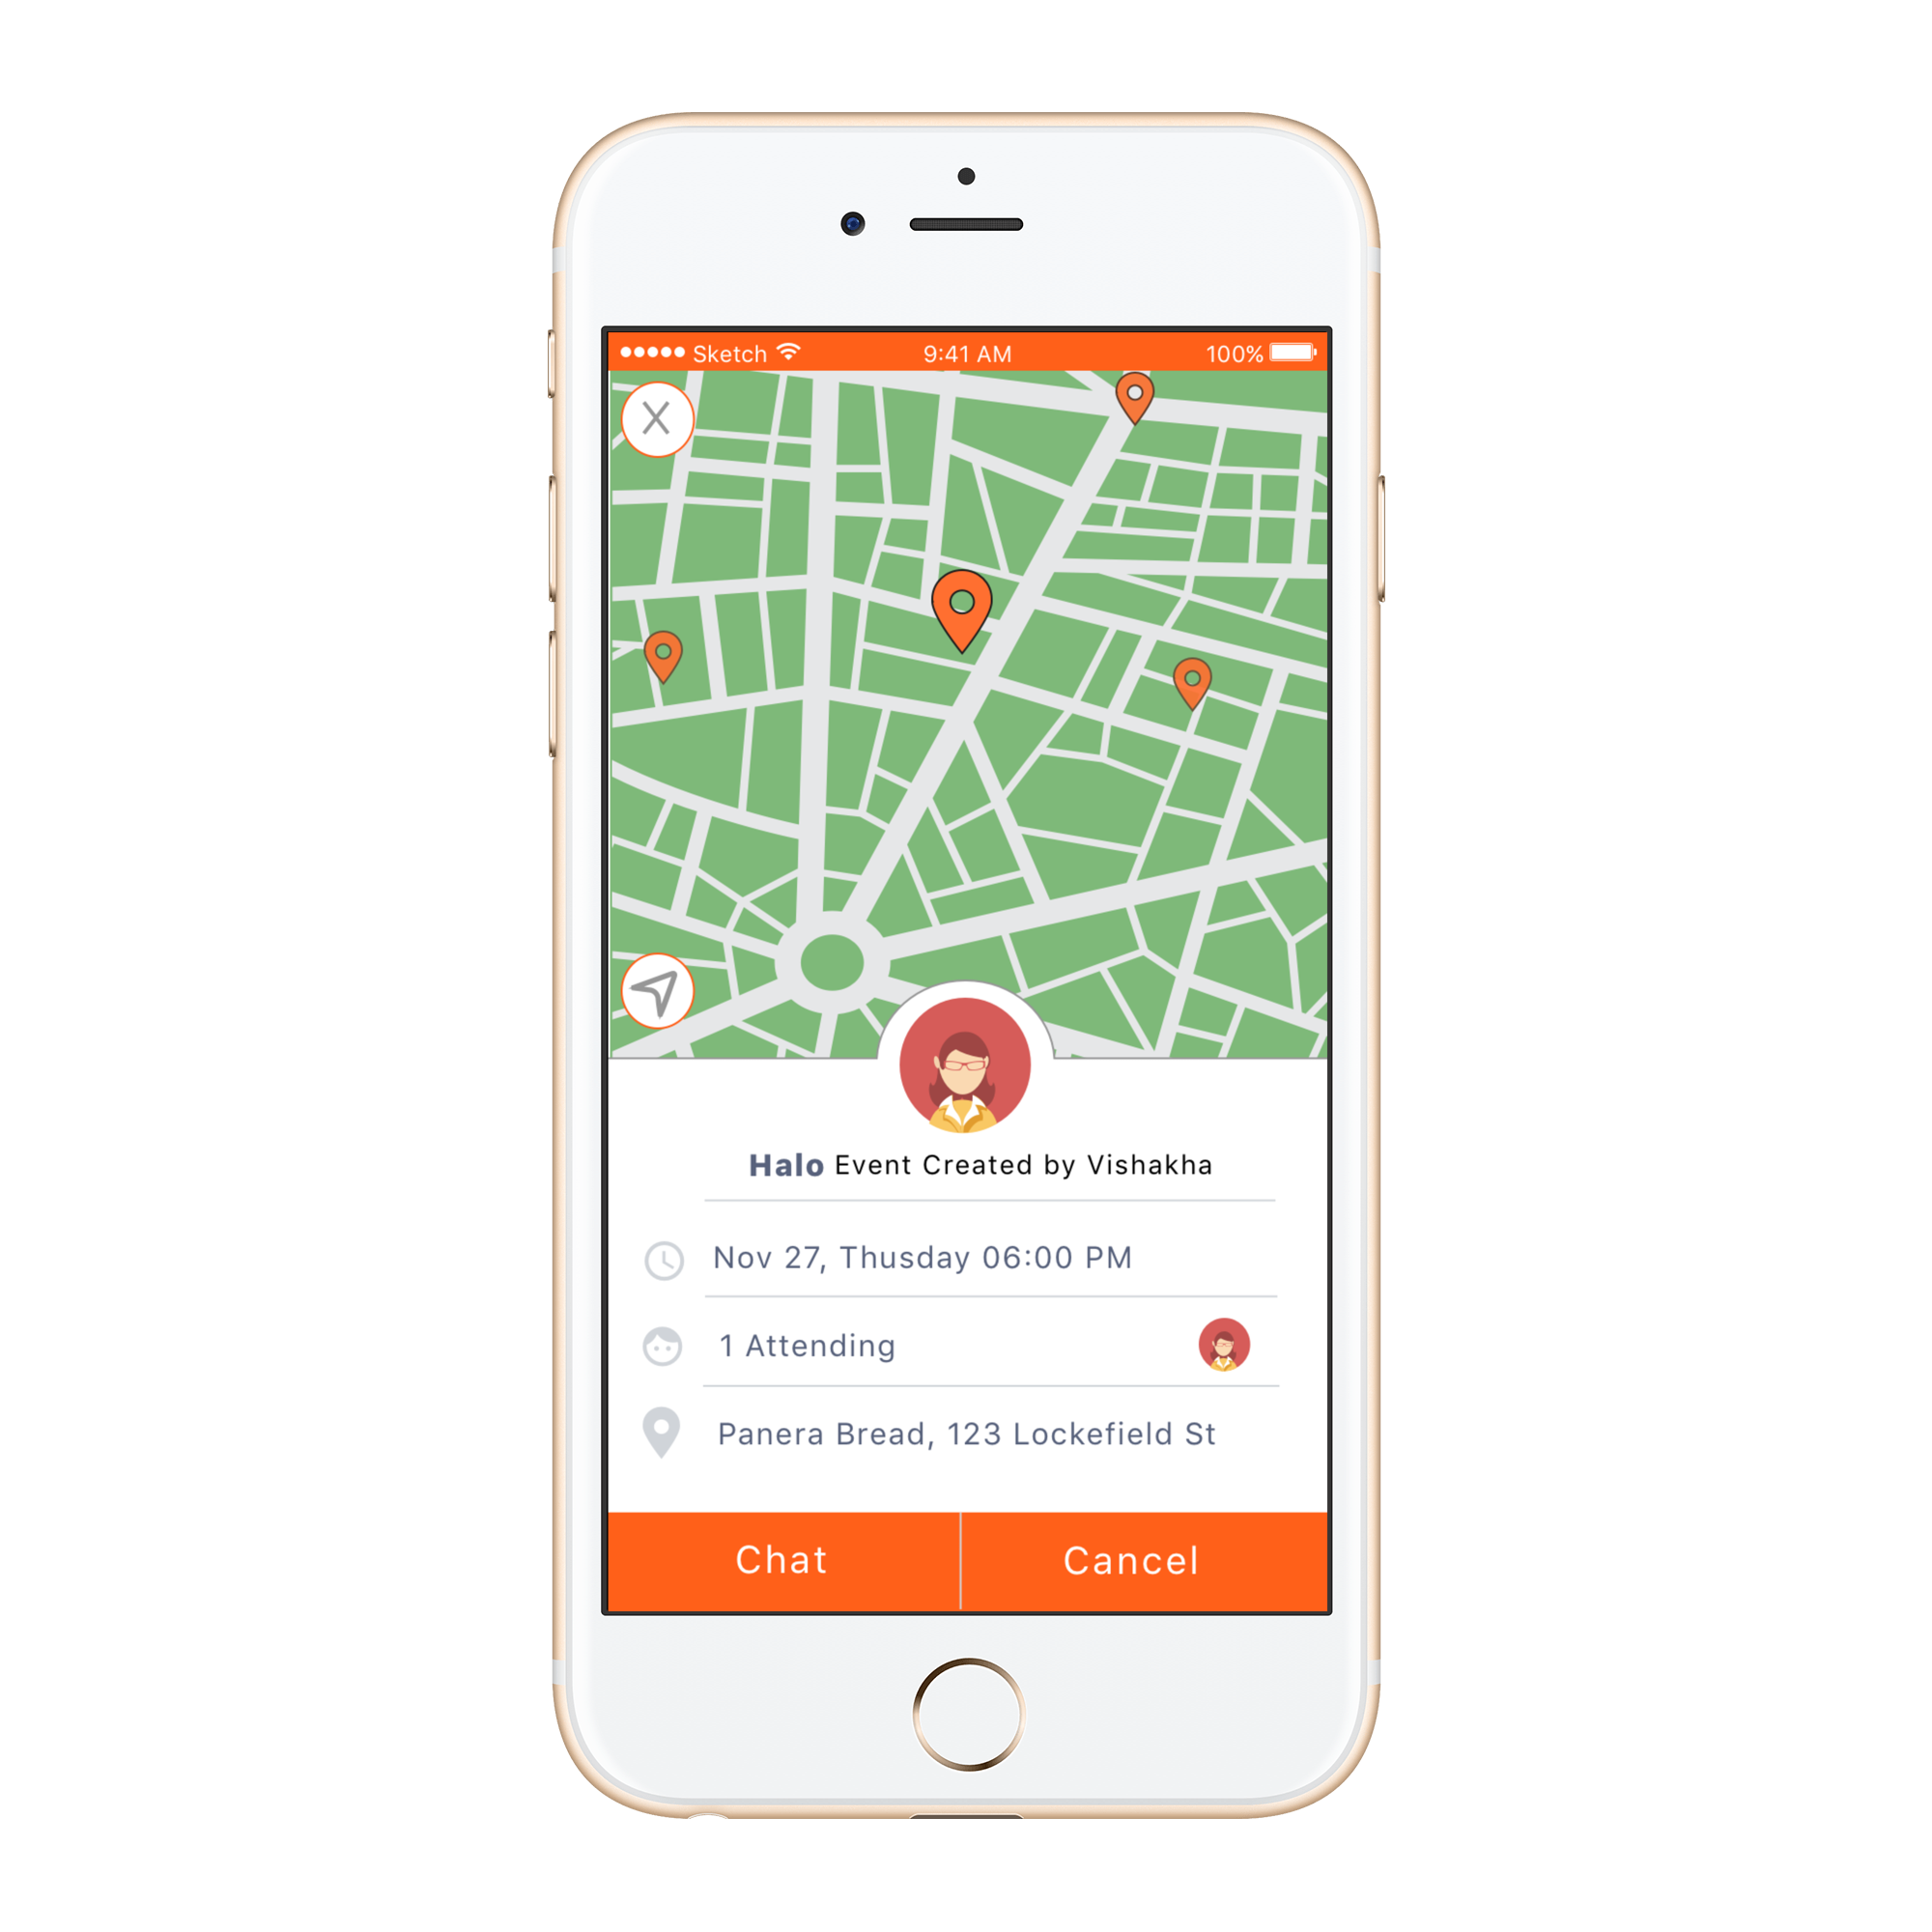 Sketch 9:41 AM 100%
Halo Event Created by Vishakha
Nov 27, Thusday 06:00 PM
1 Attending
Panera Bread, 123 Lockefield St
Chat Cancel